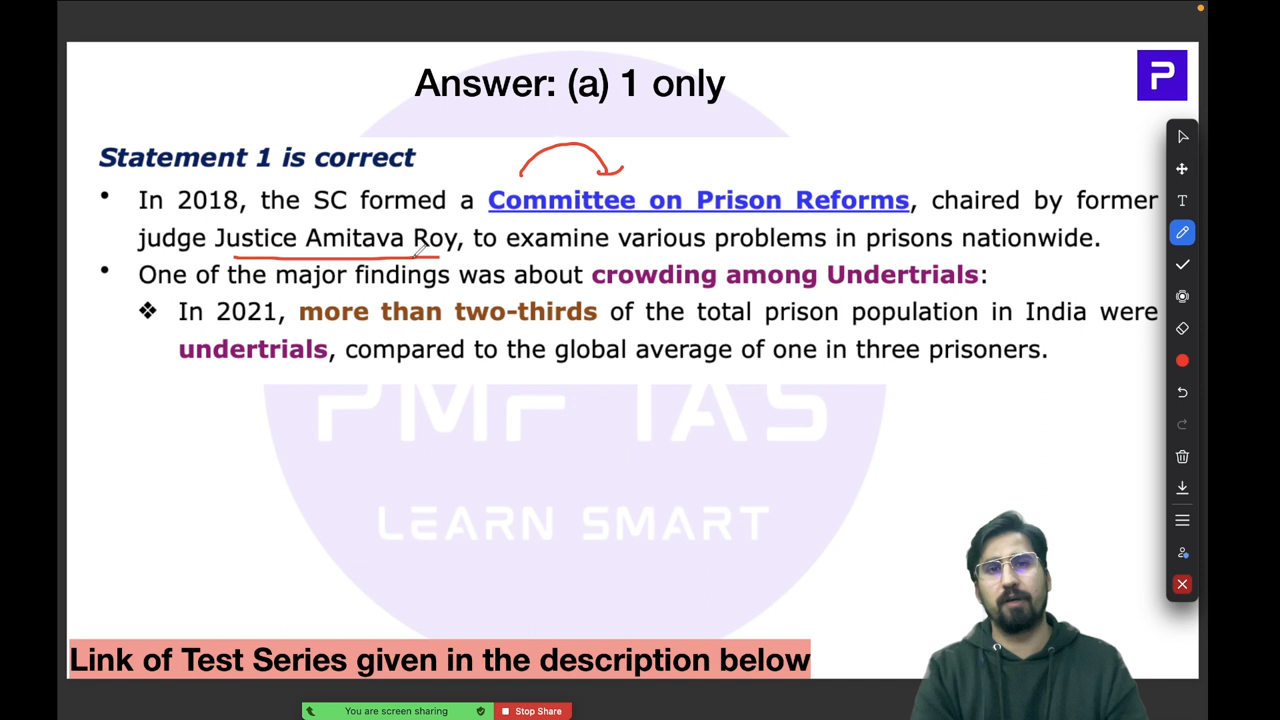 Answer: (a) 1 only
P
Statement 1 is correct
• In 2018, the SC formed a Committee on Prison Reforms, chaired by former
judge Justice Amitava Roy, to examine various problems in prisons nationwide.
• One of the major findings was about crowding among Undertrials:
❖ In 2021, more than two-thirds of the total prison population in India were
undertrials, compared to the global average of one in three prisoners.
PMF IAS
LEARN SMART
Link of Test Series given in the description below
You are screen sharing
Stop Share
T